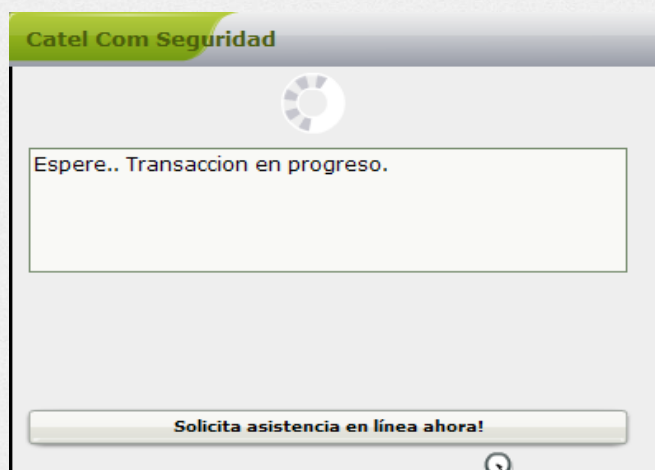 Catel Com Seguridad
Espere.. Transaccion en progreso.
Solicita asistencia en línea ahora!